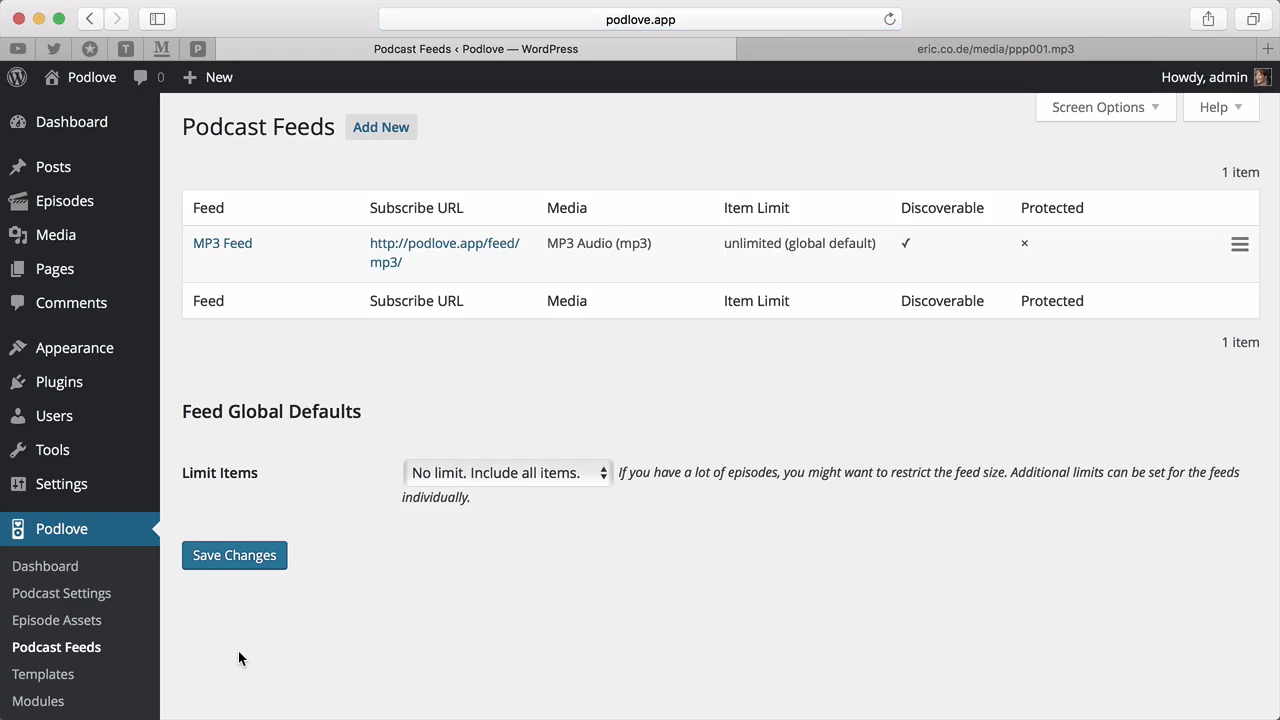 podlove.app
T
M
P
Podcast Feeds ‹ Podlove — WordPress
eric.co.de/media/ppp001.mp3
Podlove
0
New
Howdy, admin
Screen Options
Help
Dashboard
Posts
Episodes
Media
Pages
Comments
Appearance
Plugins
Users
Tools
Settings
Podlove
Dashboard
Podcast Settings
Episode Assets
Podcast Feeds
Templates
Modules
Podcast Feeds
Add New
1 item
Feed Subscribe URL Media Item Limit Discoverable Protected
MP3 Feed http://podlove.app/feed/ MP3 Audio (mp3) unlimited (global default) ✓ ×
mp3/
Feed Subscribe URL Media Item Limit Discoverable Protected
1 item
Feed Global Defaults
Limit Items No limit. Include all items. If you have a lot of episodes, you might want to restrict the feed size. Additional limits can be set for the feeds
individually.
Save Changes